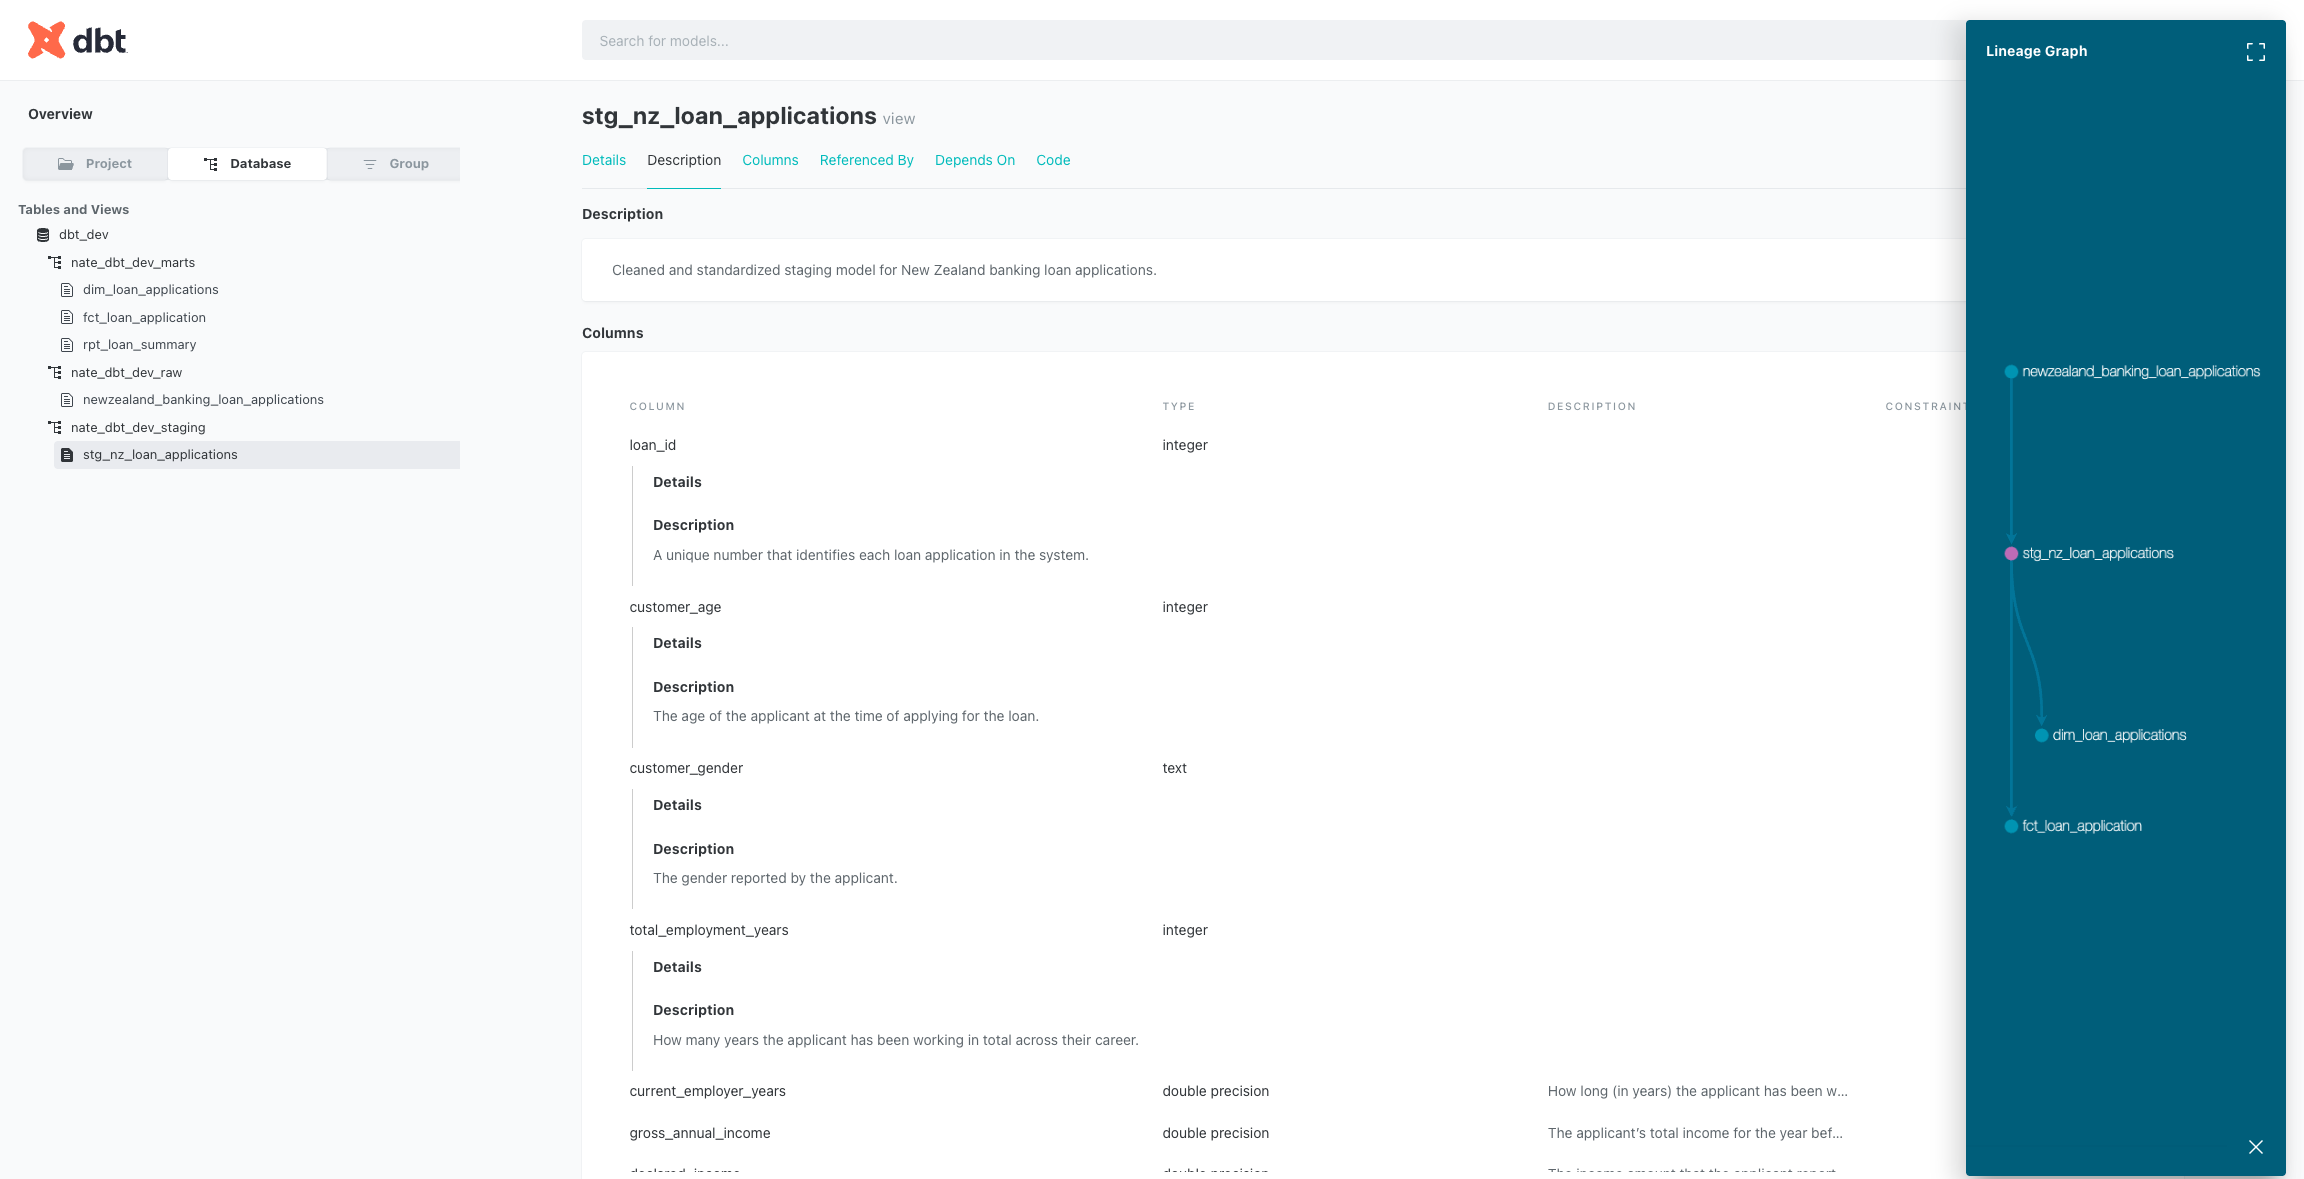 dbt
Search for models...
Overview
Project
Database
Group
Tables and Views
dbt_dev
nate_dbt_dev_marts
dim_loan_applications
fct_loan_application
rpt_loan_summary
nate_dbt_dev_raw
newzealand_banking_loan_applications
nate_dbt_dev_staging
stg_nz_loan_applications
stg_nz_loan_applications view
Details Description Columns Referenced By Depends On Code
Description
Cleaned and standardized staging model for New Zealand banking loan applications.
Columns
COLUMN TYPE DESCRIPTION CONSTRAINT
loan_id integer
Details
Description
A unique number that identifies each loan application in the system.
customer_age integer
Details
Description
The age of the applicant at the time of applying for the loan.
customer_gender text
Details
Description
The gender reported by the applicant.
total_employment_years integer
Details
Description
How many years the applicant has been working in total across their career.
current_employer_years double precision How long (in years) the applicant has been w...
gross_annual_income double precision The applicant's total income for the year bef...
Lineage Graph
newzealand_banking_loan_applications
stg_nz_loan_applications
dim_loan_applications
fct_loan_application